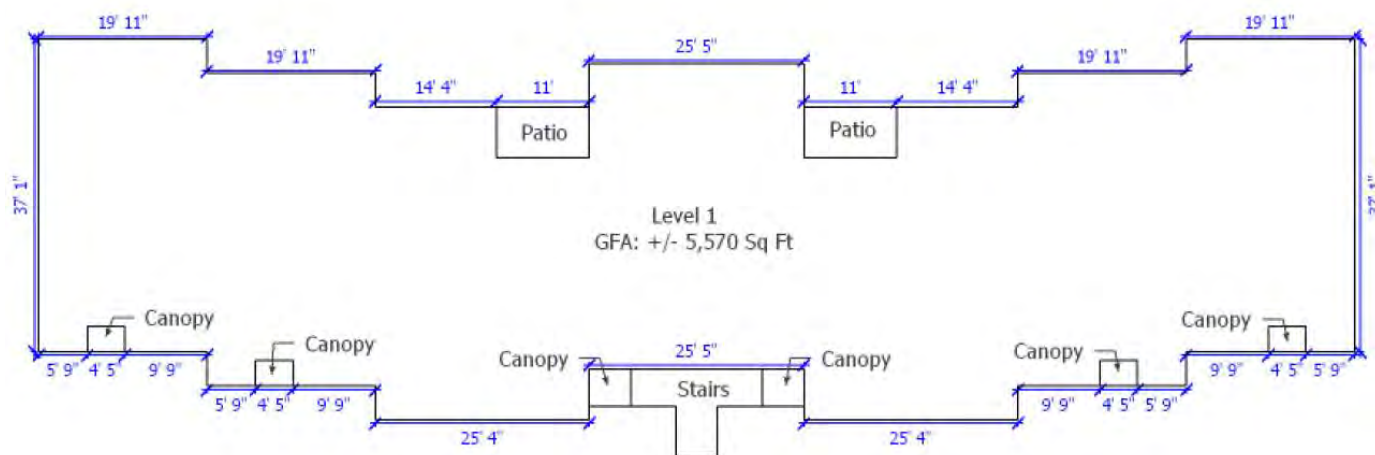 19' 11"
19' 11"
25' 5"
19' 11"
19' 11"
14' 4"
11'
11'
14' 4"
Patio
Patio
37' 1"
37' 1"
Level 1
GFA: +/- 5,570 Sq Ft
Canopy
Canopy
Canopy
25' 5"
Canopy
Canopy
Canopy
Stairs
5' 9"
4' 5"
9' 9"
9' 9"
4' 5"
5' 9"
5' 9"
4' 5"
9' 9"
9' 9"
4' 5"
5' 9"
25' 4"
25' 4"